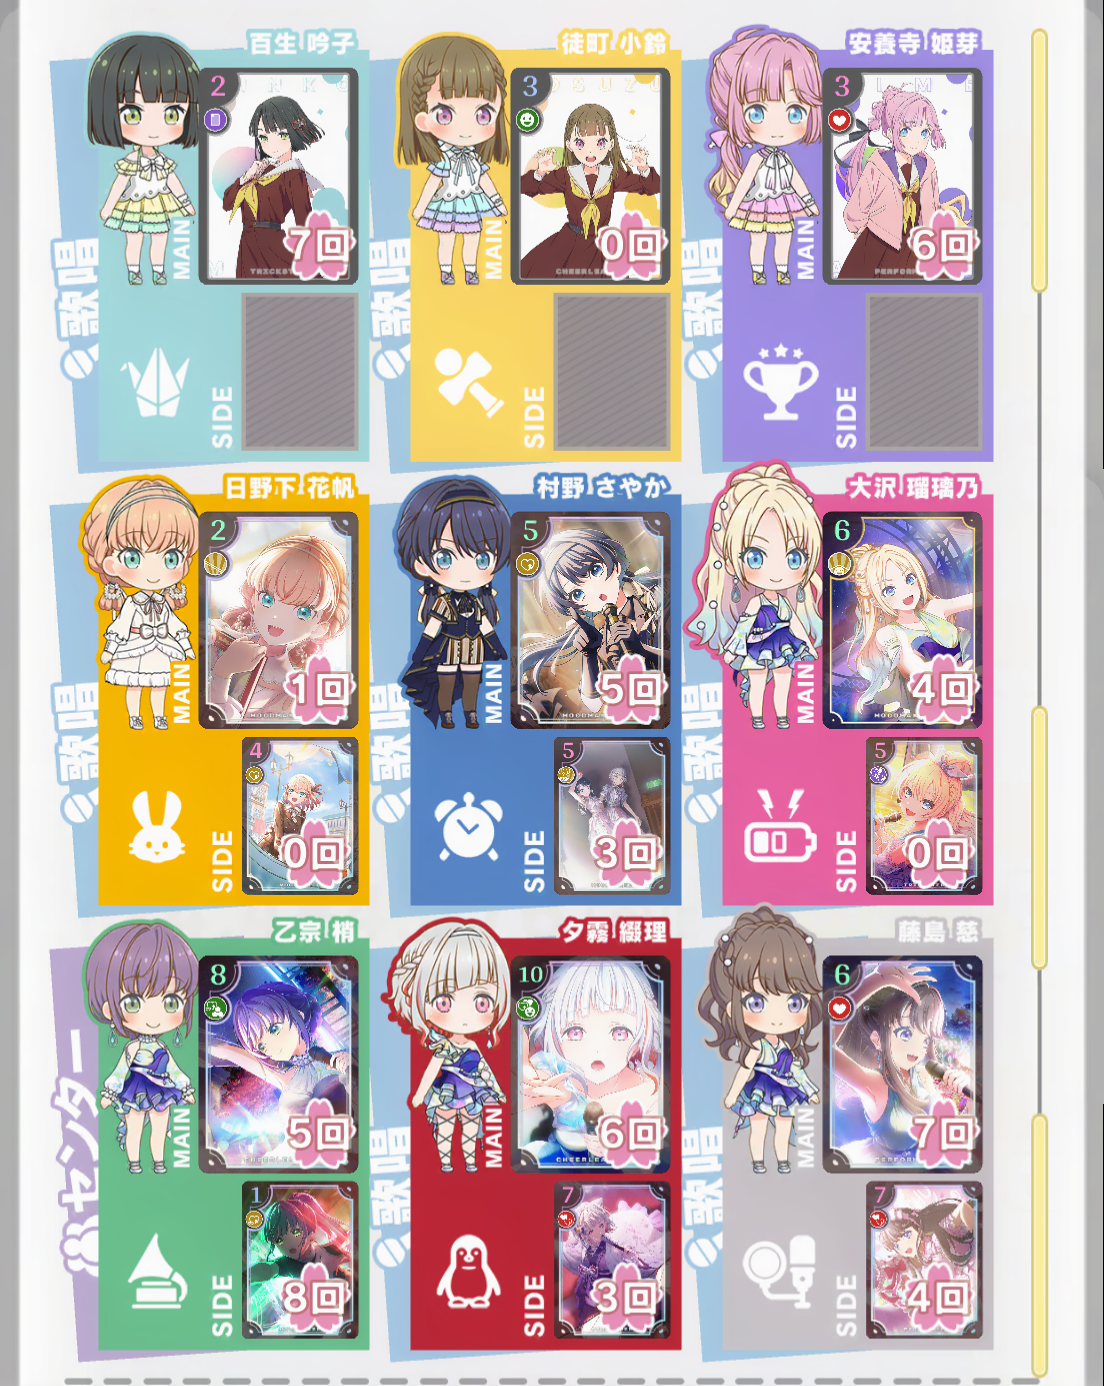 百生 吟子
徒町 小鈴
安養寺 姫芽
2
3
3
歌唱
MAIN
7回
歌唱
MAIN
0回
歌唱
MAIN
6回
SIDE
SIDE
SIDE
日野下 花帆
村野 さやか
大沢 瑠璃乃
2
5
6
歌唱
MAIN
1回
歌唱
MAIN
5回
歌唱
MAIN
4回
4
5
5
SIDE
0回
SIDE
3回
SIDE
0回
乙宗 梢
夕霧 綴理
藤島 慈
8
10
6
センター
MAIN
5回
歌唱
MAIN
6回
歌唱
MAIN
7回
1
7
7
SIDE
8回
SIDE
3回
SIDE
4回